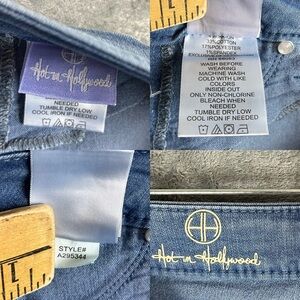 Hot in Hollywood
NEEDED
TUMBLE DRY LOW
COOL IRON IF NEEDED
17% POLYESTER
WASH BEFORE
WEARING
MACHINE WASH
COLD WITH LIKE
COLORS
INSIDE OUT
ONLY NON-CHLORINE
BLEACH WHEN
NEEDED
TUMBLE DRY LOW
COOL IRON IF NEEDED
STYLE#
A295344
Hot in Hollywood